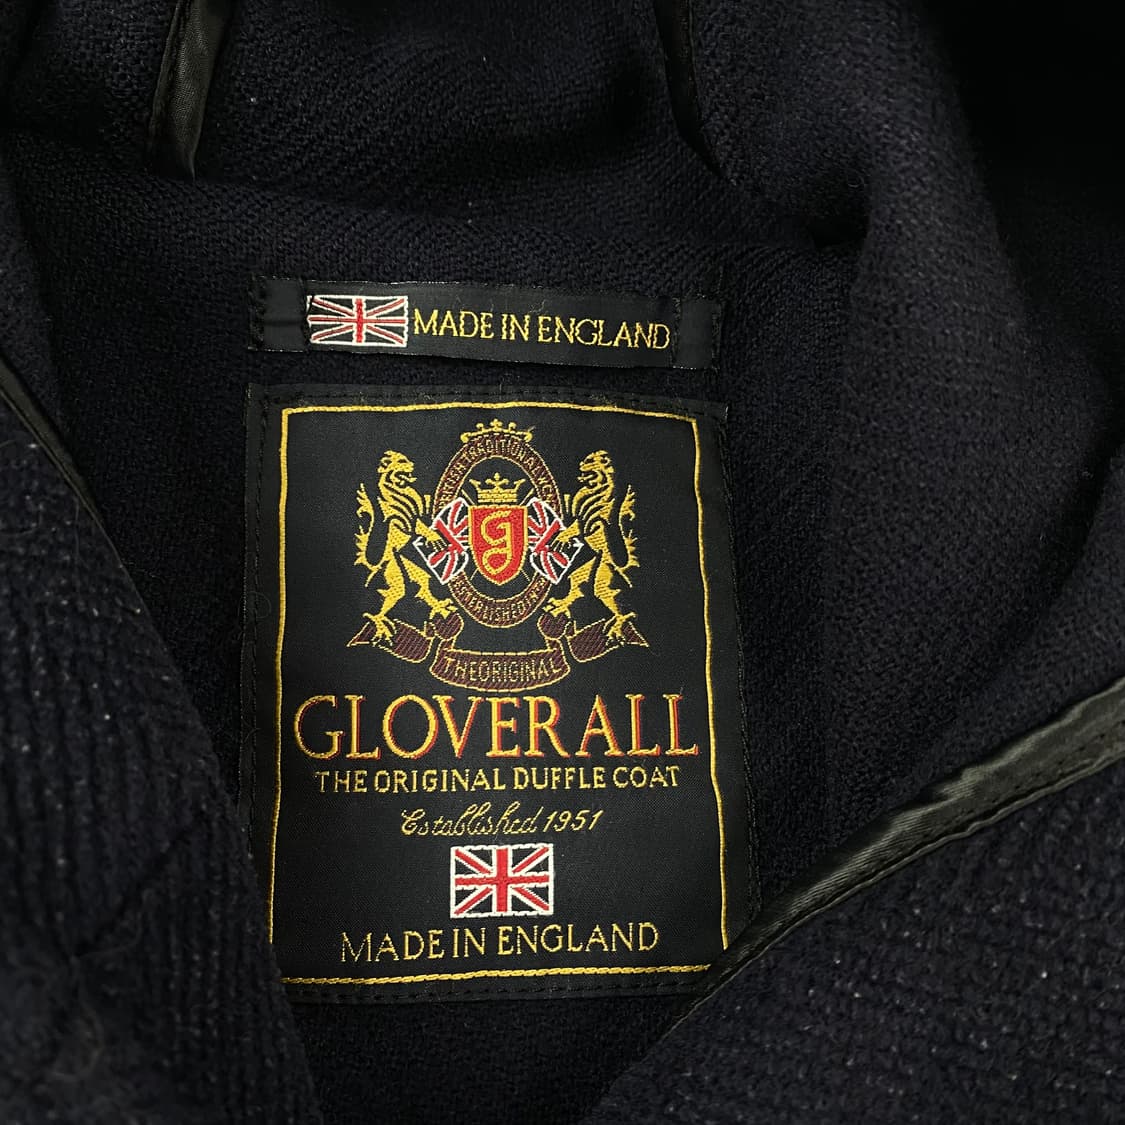 MADE IN ENGLAND
g
THE ORIGINAL
GLOVERALL
THE ORIGINAL DUFFLE COAT
Established 1951
MADE IN ENGLAND